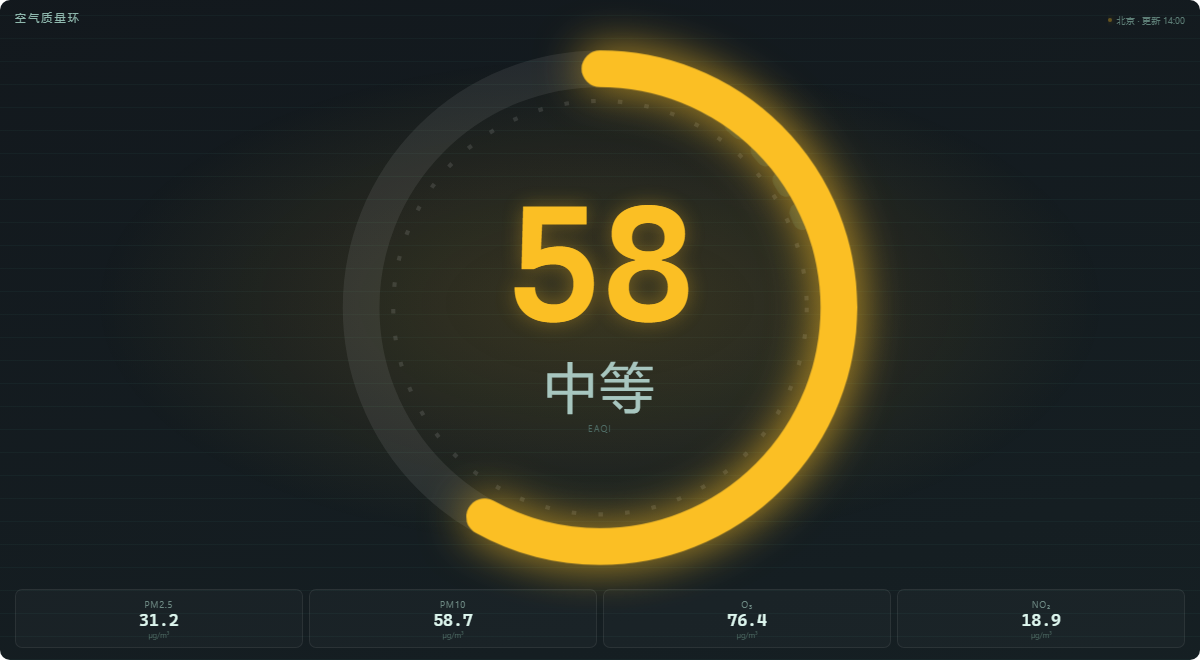 空气质量环
北京 · 更新 14:00
58
中等
EAQI
PM2.5
31.2
µg/m³
PM10
58.7
µg/m³
O₃
76.4
µg/m³
NO₂
18.9
µg/m³